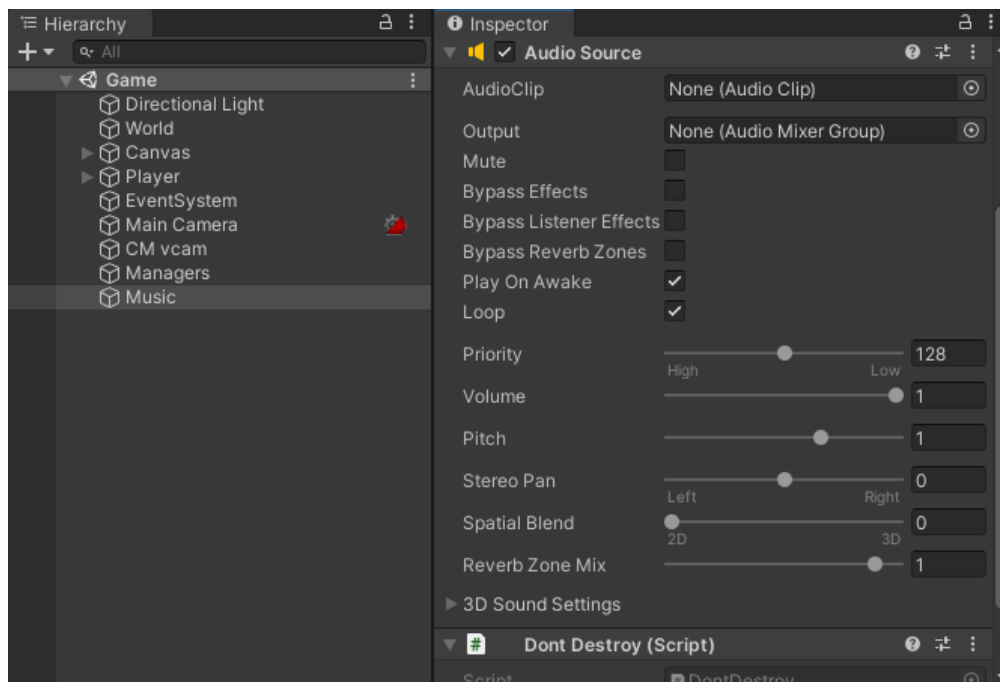 Hierarchy
All
Game
Directional Light
World
Canvas
Player
EventSystem
Main Camera
CM vcam
Managers
Music
Inspector
Audio Source
AudioClip None (Audio Clip)
Output None (Audio Mixer Group)
Mute
Bypass Effects
Bypass Listener Effects
Bypass Reverb Zones
Play On Awake
Loop
Priority 128
High Low
Volume 1
Pitch 1
Stereo Pan 0
Left Right
Spatial Blend 0
2D 3D
Reverb Zone Mix 1
3D Sound Settings
# Dont Destroy (Script)
Script DontDestroy